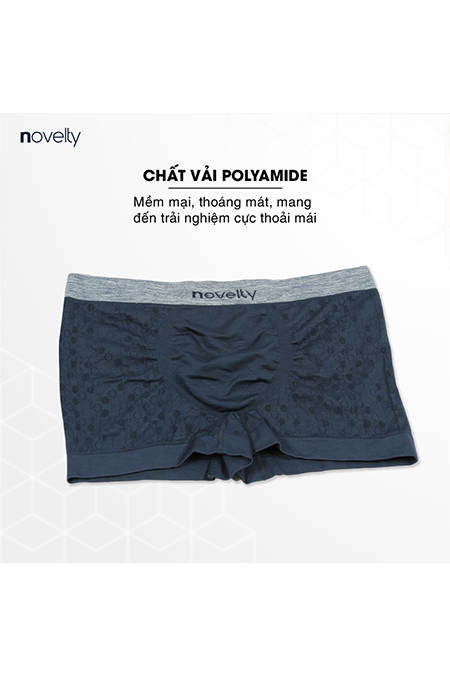 novelty
CHẤT VẢI POLYAMIDE
Mềm mại, thoáng mát, mang
đến trải nghiệm cực thoải mái
novelty